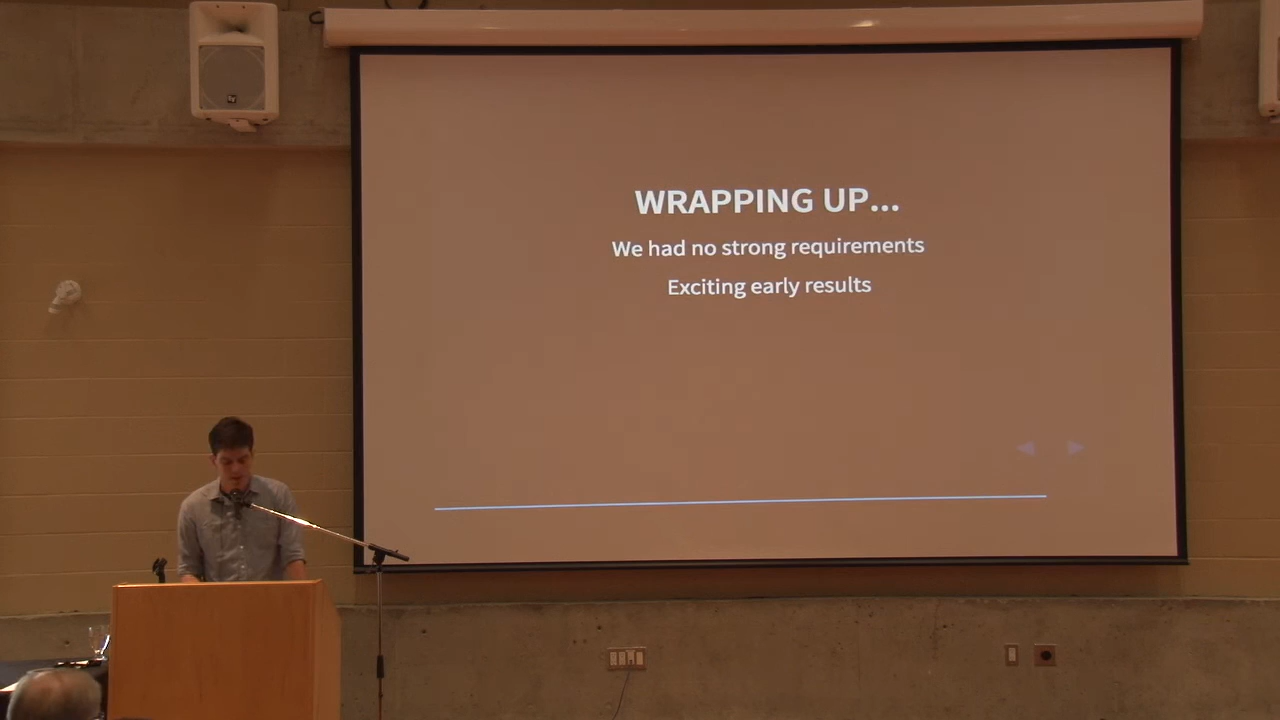 WRAPPING UP...
We had no strong requirements
Exciting early results